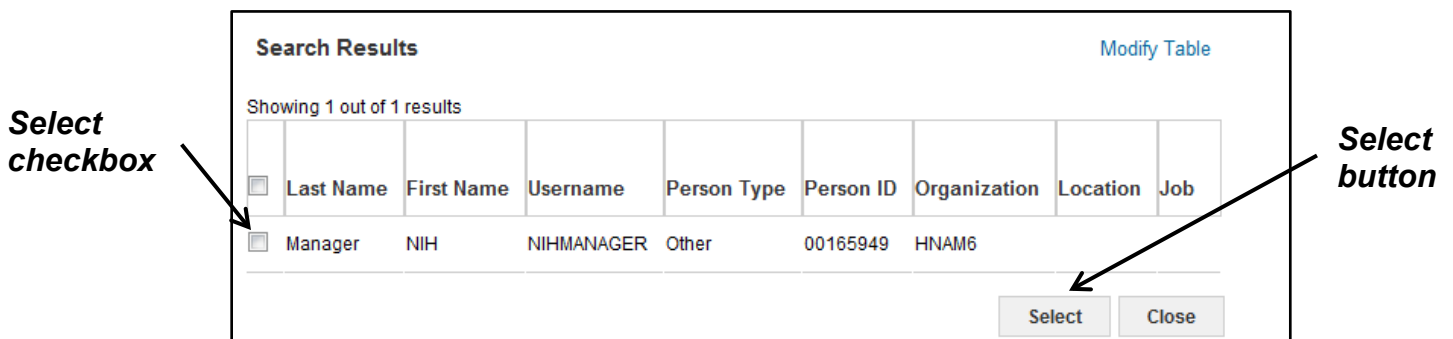 Search Results
Modify Table
Showing 1 out of 1 results
Select
checkbox
Select
button
Last Name First Name Username Person Type Person ID Organization Location Job
Manager NIH NIHMANAGER Other 00165949 HNAM6
Select Close